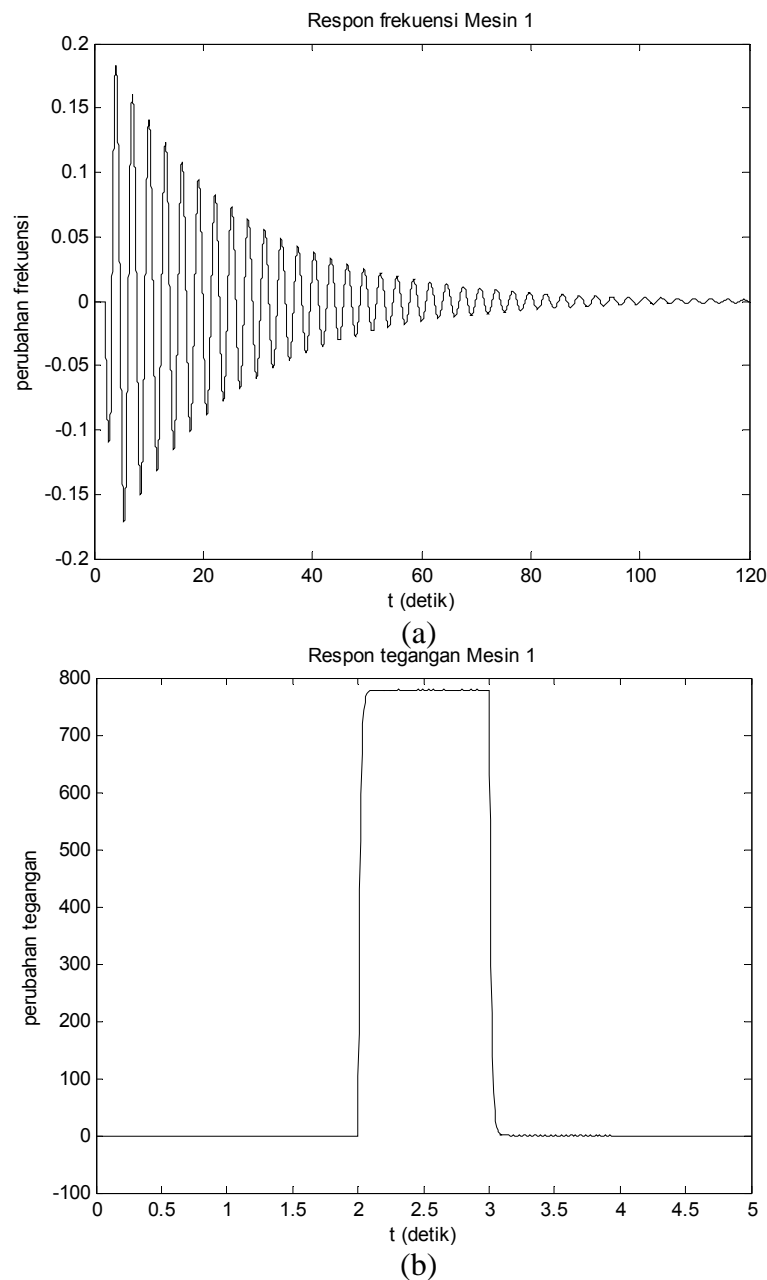 Respon frekuensi Mesin 1
0.2
0.15
0.1
0.05
0
-0.05
-0.1
-0.15
-0.2
perubahan frekuensi
0 20 40 60 80 100 120
t (detik)
(a)
Respon tegangan Mesin 1
800
700
600
500
400
300
200
100
0
-100
perubahan tegangan
0 0.5 1 1.5 2 2.5 3 3.5 4 4.5 5
t (detik)
(b)